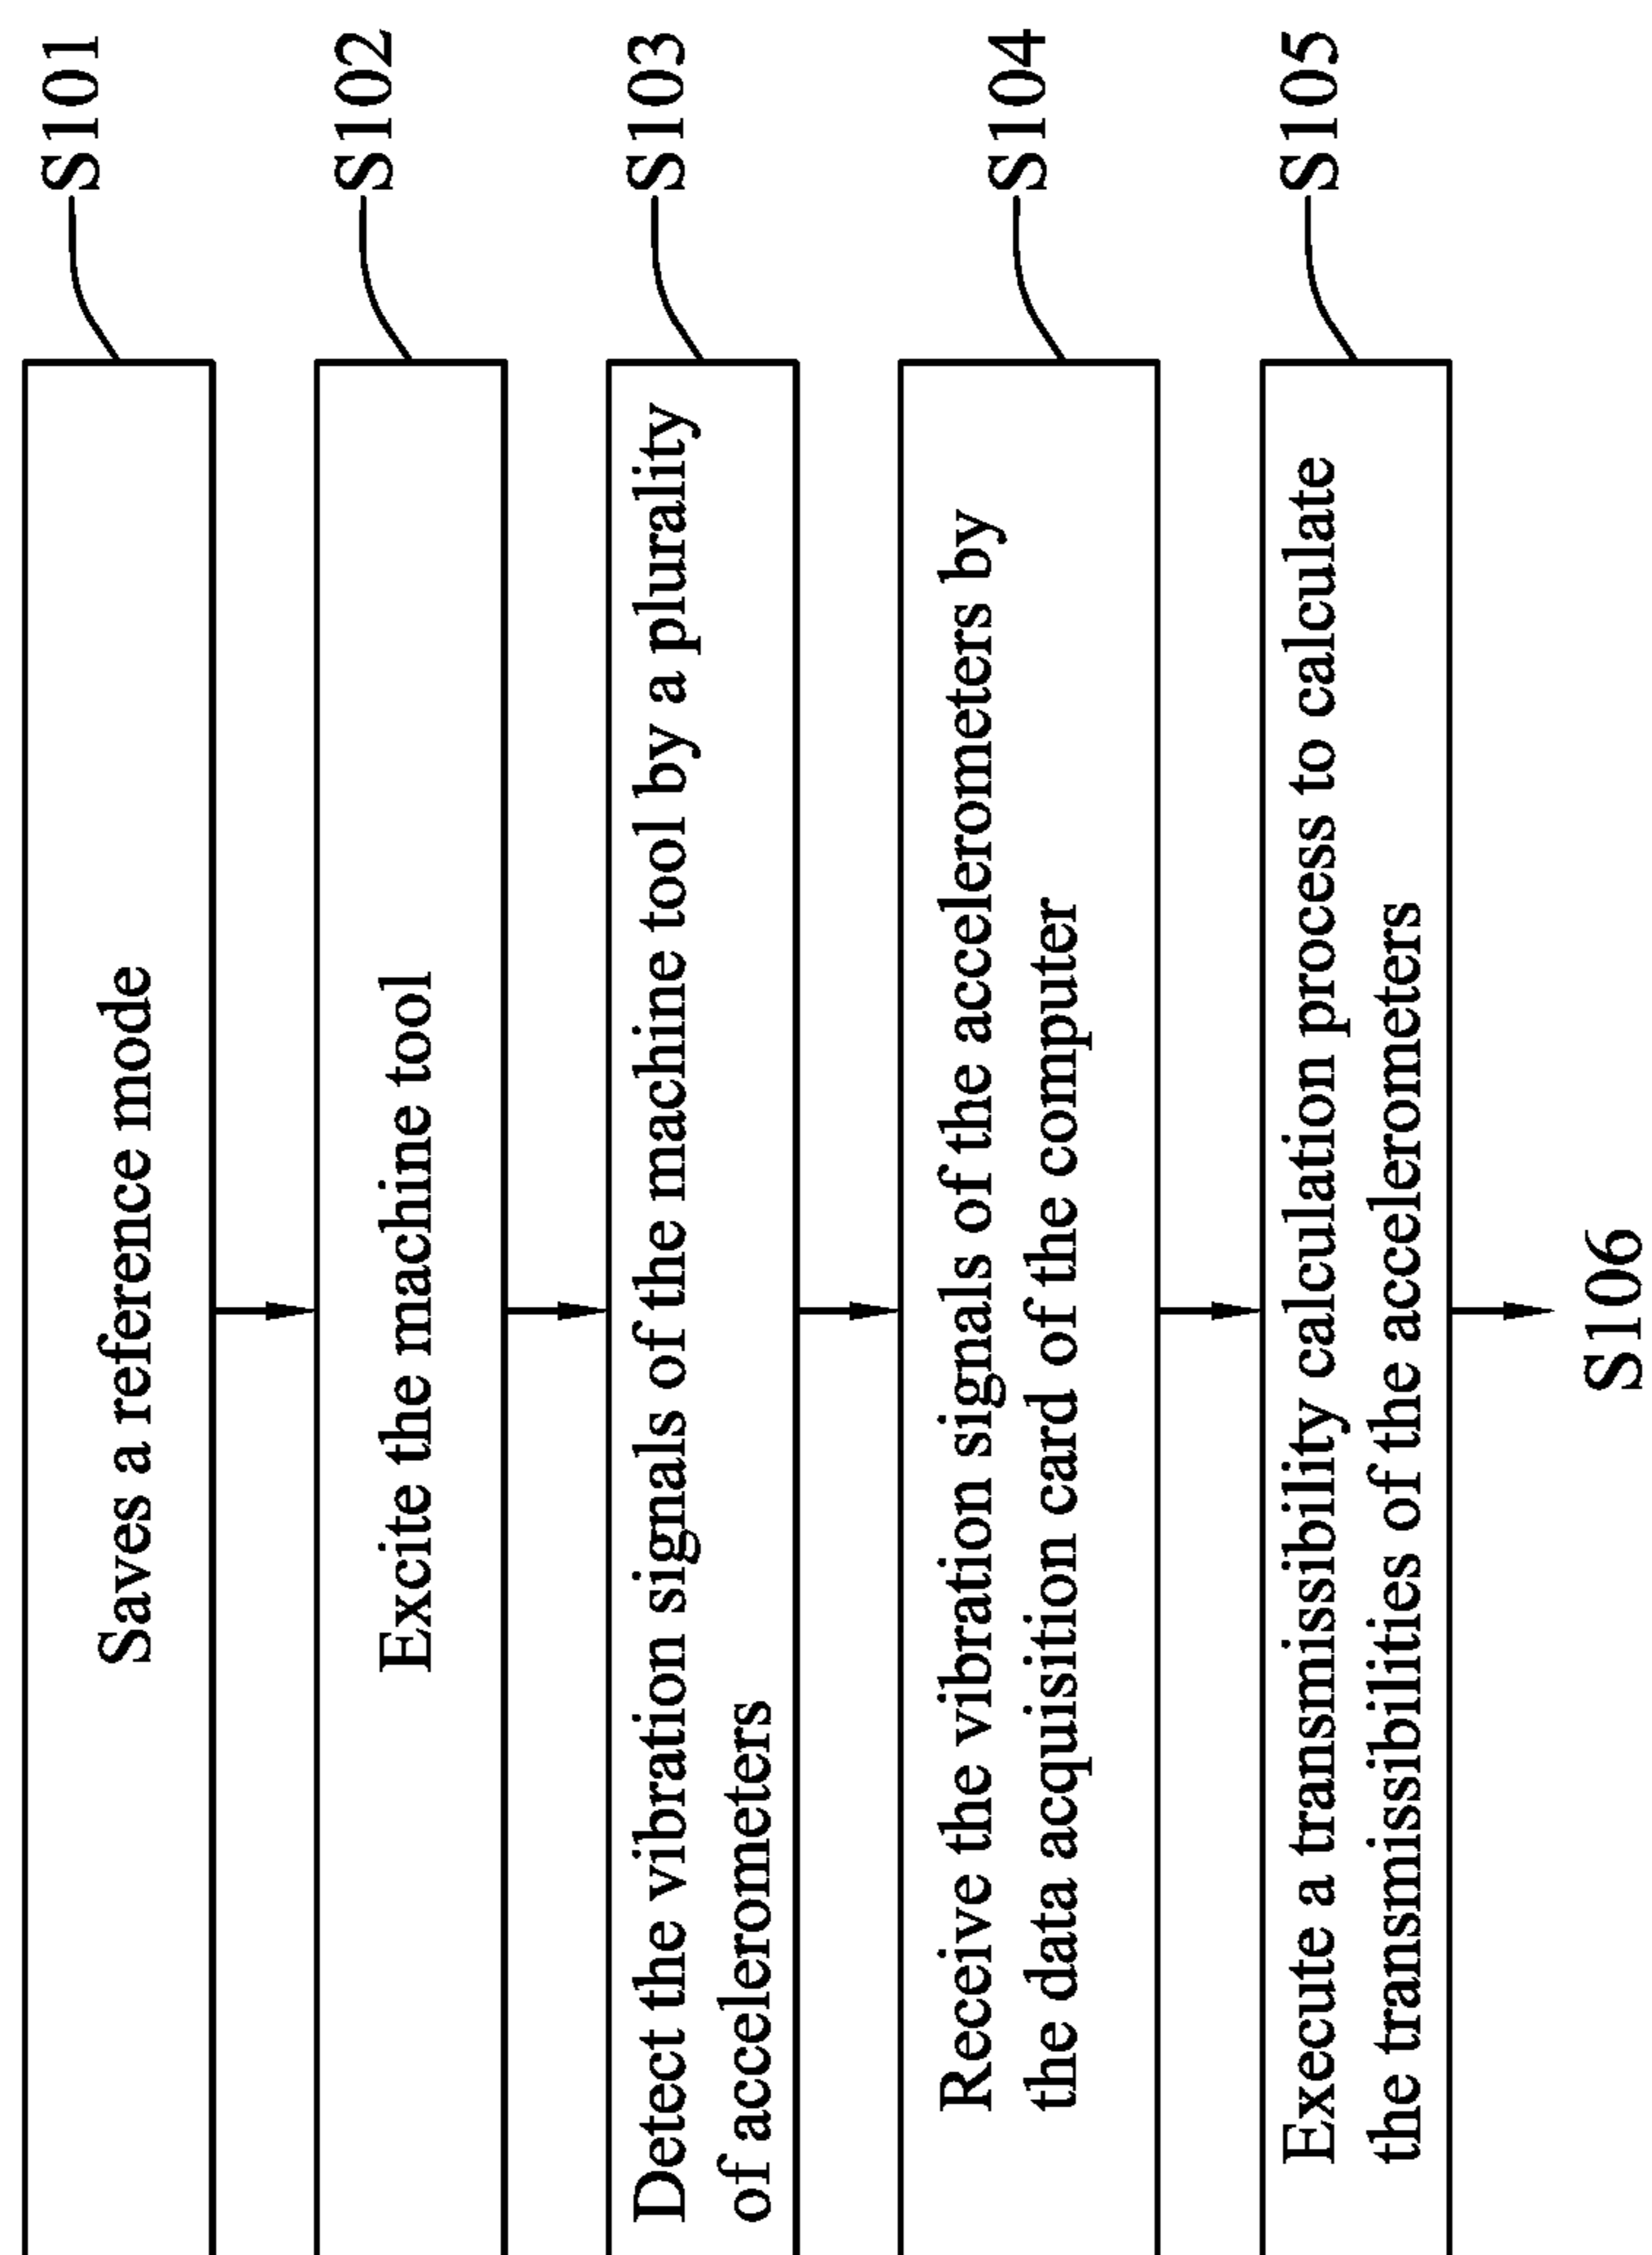 S101
Saves a reference mode
S102
Excite the machine tool
S103
Detect the vibration signals of the machine tool by a plurality
of accelerometers
S104
Receive the vibration signals of the accelerometers by
the data acquisition card of the computer
S105
Execute a transmissibility calculation process to calculate
the transmissibilities of the accelerometers
S106